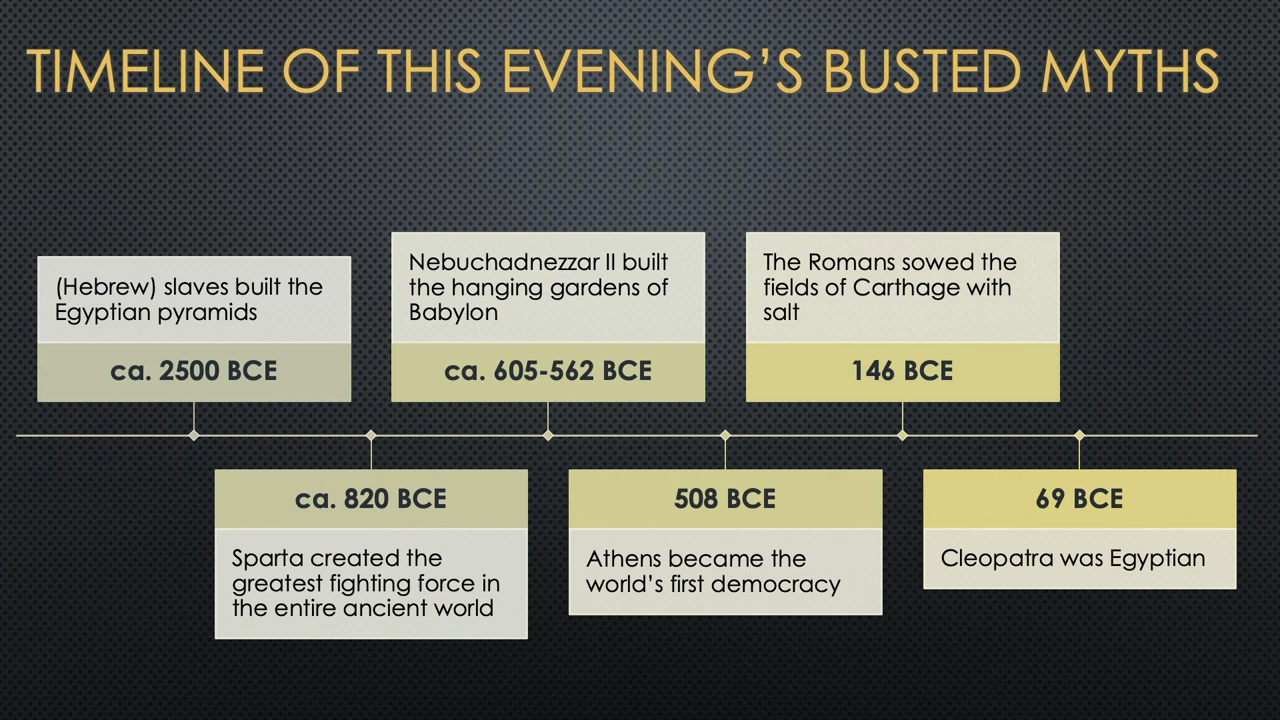 TIMELINE OF THIS EVENING’S BUSTED MYTHS
(Hebrew) slaves built the
Egyptian pyramids
ca. 2500 BCE
ca. 820 BCE
Sparta created the
greatest fighting force in
the entire ancient world
Nebuchadnezzar II built
the hanging gardens of
Babylon
ca. 605-562 BCE
508 BCE
Athens became the
world’s first democracy
The Romans sowed the
fields of Carthage with
salt
146 BCE
69 BCE
Cleopatra was Egyptian